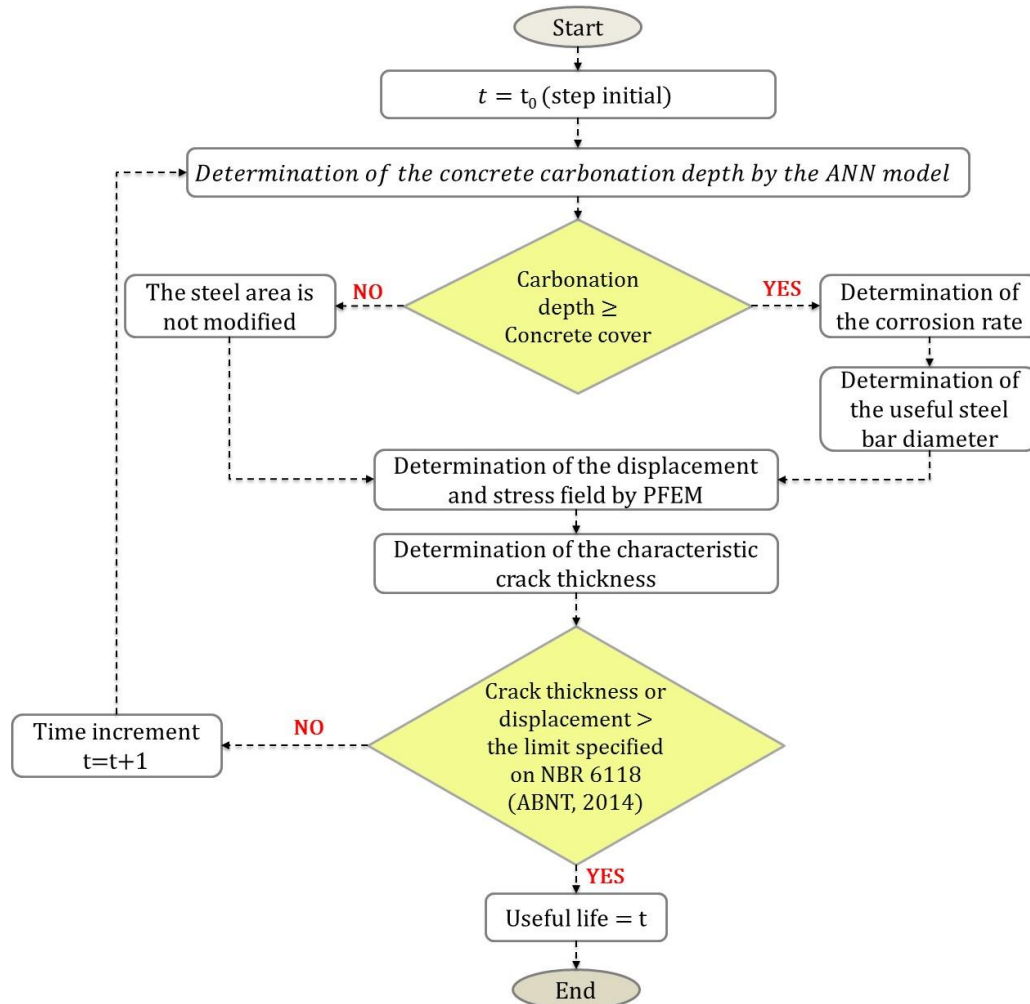 Start
t = t₀ (step initial)
Determination of the concrete carbonation depth by the ANN model
Carbonation
depth ≥
Concrete cover
NO
YES
The steel area is
not modified
Determination of
the corrosion rate
Determination of
the useful steel
bar diameter
Determination of the displacement
and stress field by PFEM
Determination of the characteristic
crack thickness
Crack thickness or
displacement >
the limit specified
on NBR 6118
(ABNT, 2014)
NO
Time increment
t=t+1
YES
Useful life = t
End